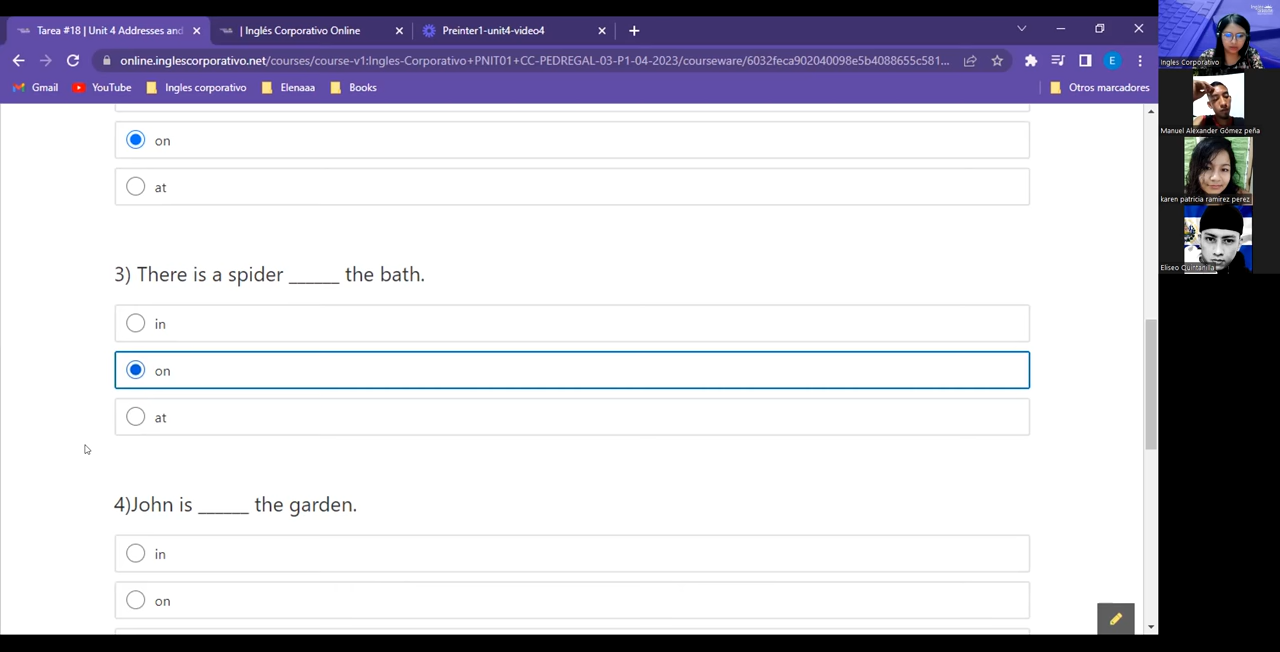 Tarea #18 | Unit 4 Addresses and
| Inglés Corporativo Online
Preinter1-unit4-video4
online.inglescorporativo.net/courses/course-v1:Ingles-Corporativo+PNIT01+CC-PEDREGAL-03-P1-04-2023/courseware/6032feca902040098e5b4088655c581...
E
Gmail
YouTube
Ingles corporativo
Elenaaa
Books
Otros marcadores
on
at
3) There is a spider ______ the bath.
in
on
at
4)John is ______ the garden.
in
on
Ingles Corporativo
Manuel Alexander Gómez peña
karen patricia ramirez perez
Eliseo Quintanilla